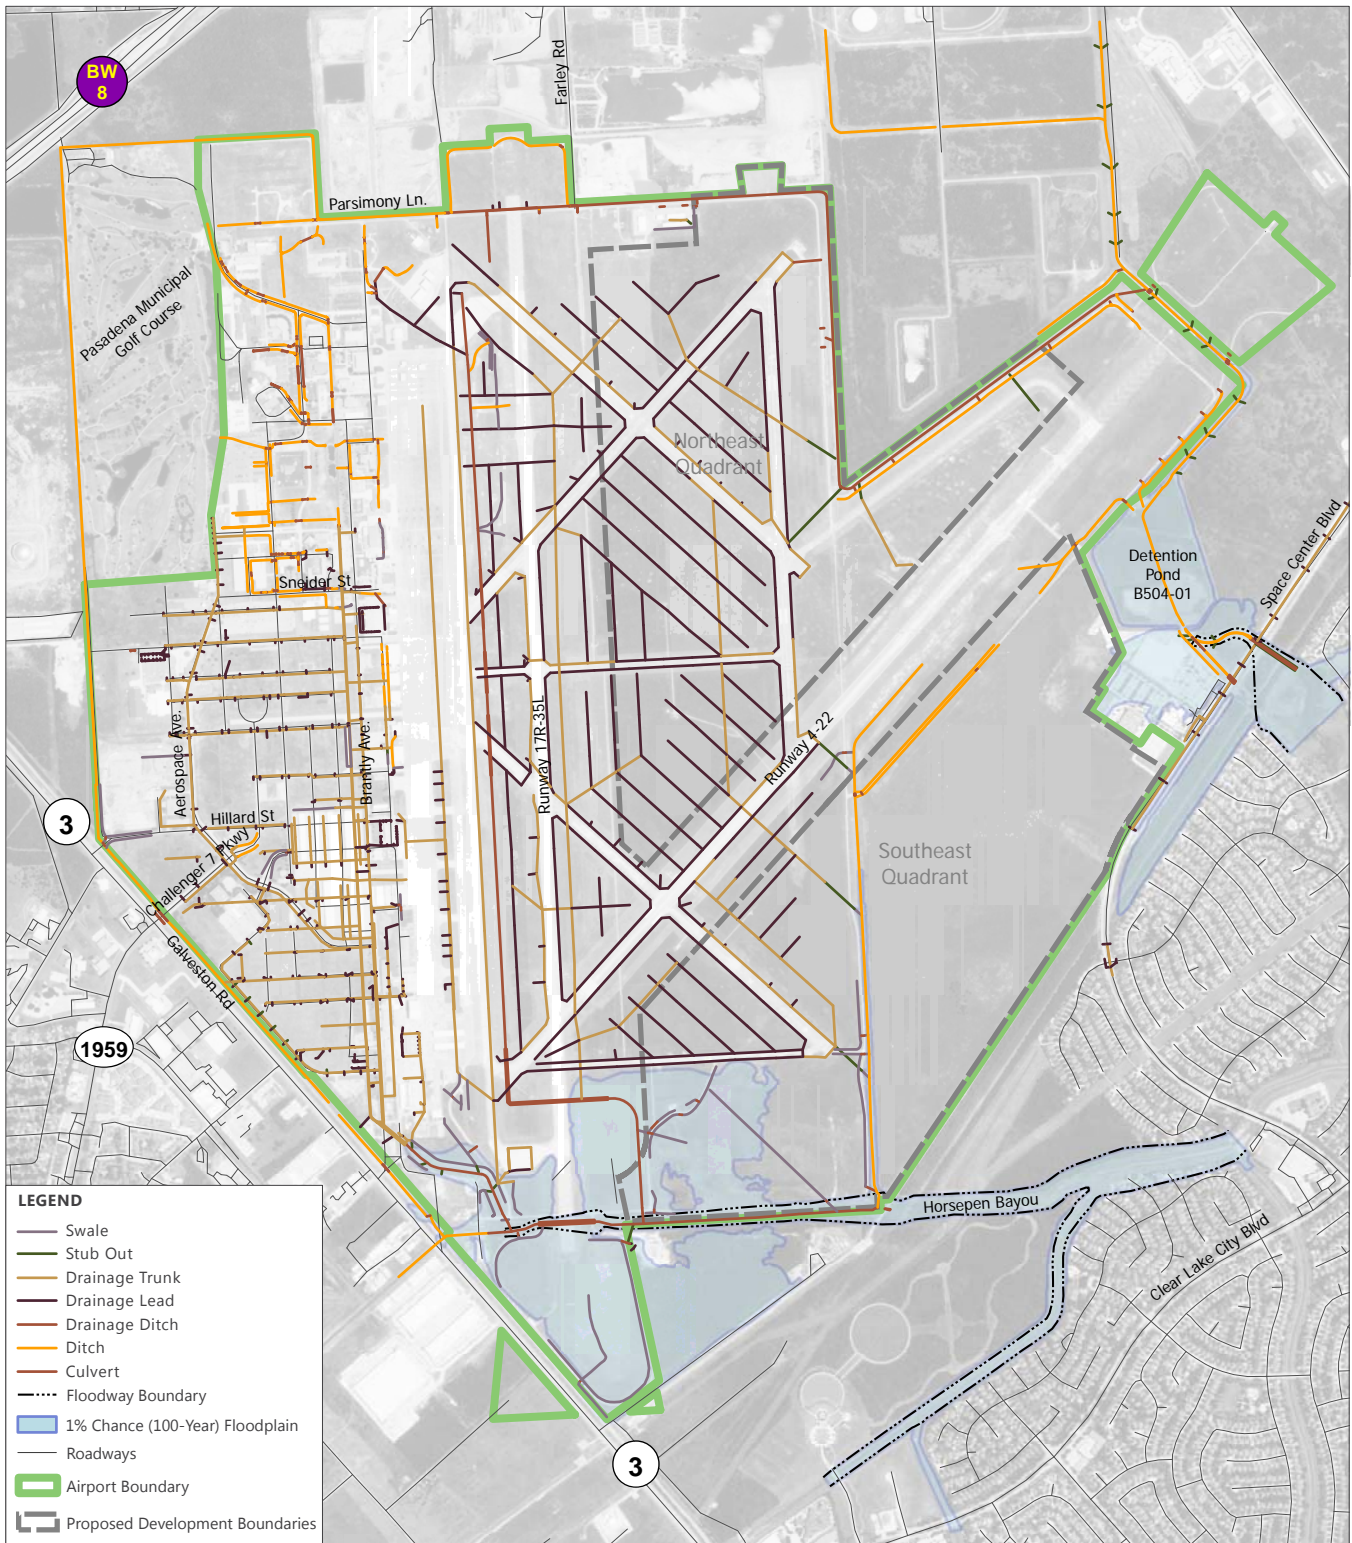 BW
8
Farley Rd
Parsimony Ln.
Pasadena Municipal
Golf Course
Northeast
Quadrant
Space Center Blvd
Detention
Pond
B504-01
Sneider St
Runway 17R-35L
Runway 4-22
Aerospace Ave.
Brantly Ave.
Hillard St
3
Challenger 7 Pkwy
Southeast
Quadrant
Galveston Rd
1959
Horsepen Bayou
Clear Lake City Blvd
3
LEGEND
Swale
Stub Out
Drainage Trunk
Drainage Lead
Drainage Ditch
Ditch
Culvert
Floodway Boundary
1% Chance (100-Year) Floodplain
Roadways
Airport Boundary
Proposed Development Boundaries